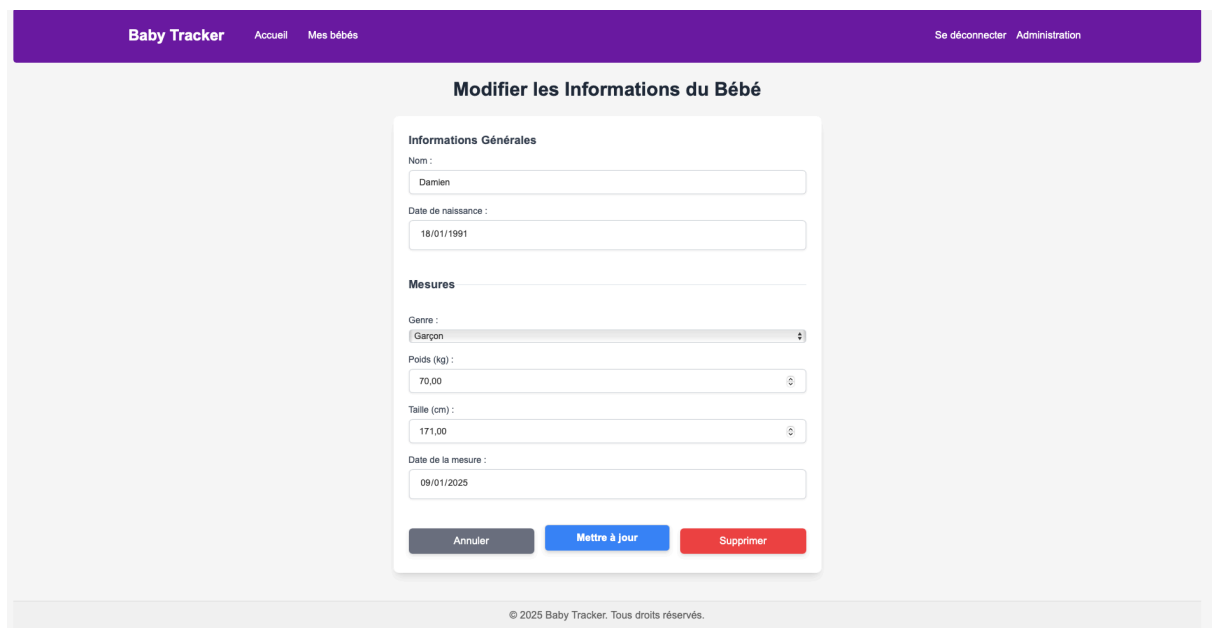 Baby Tracker Accueil Mes bébés Se déconnecter Administration
Modifier les Informations du Bébé
Informations Générales
Nom :
Damien
Date de naissance :
18/01/1991
Mesures
Genre :
Garçon
Poids (kg) :
70,00
Taille (cm) :
171,00
Date de la mesure :
09/01/2025
Annuler Mettre à jour Supprimer
© 2025 Baby Tracker. Tous droits réservés.